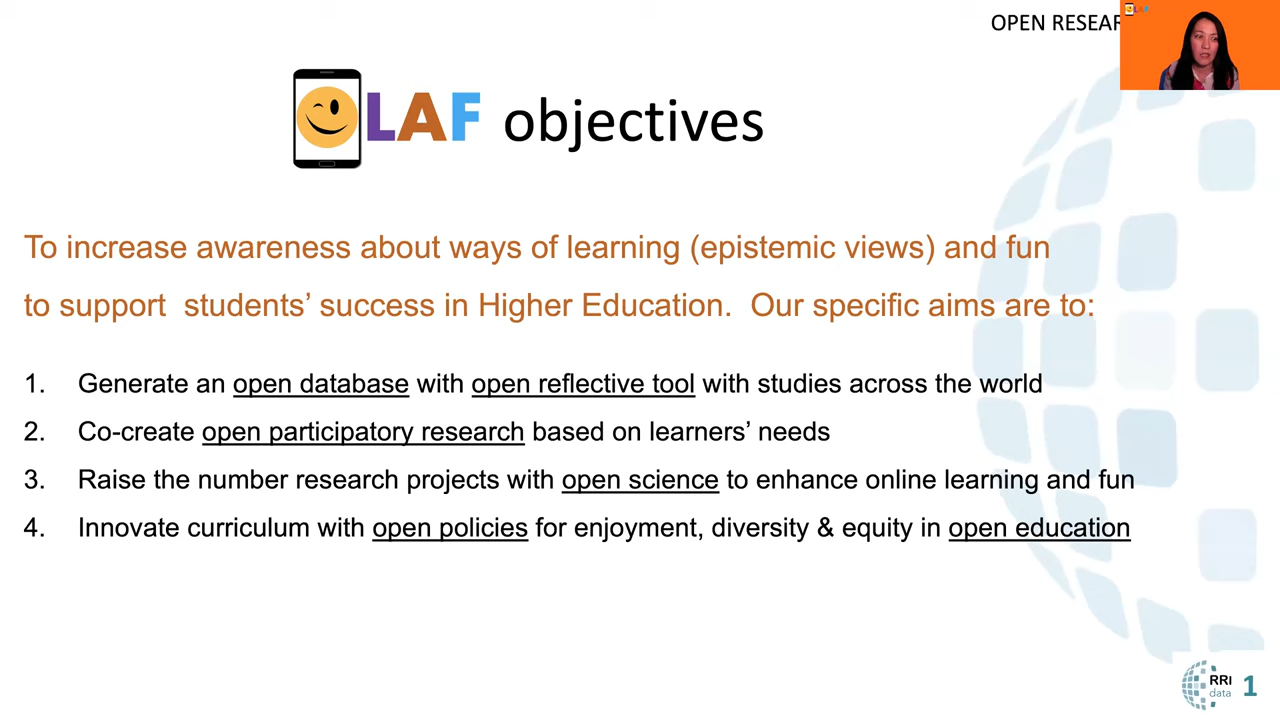 OPEN RESEAR
LAF
LAF objectives
To increase awareness about ways of learning (epistemic views) and fun
to support students’ success in Higher Education. Our specific aims are to:
1. Generate an open database with open reflective tool with studies across the world
2. Co-create open participatory research based on learners’ needs
3. Raise the number research projects with open science to enhance online learning and fun
4. Innovate curriculum with open policies for enjoyment, diversity & equity in open education
RRI
data
1